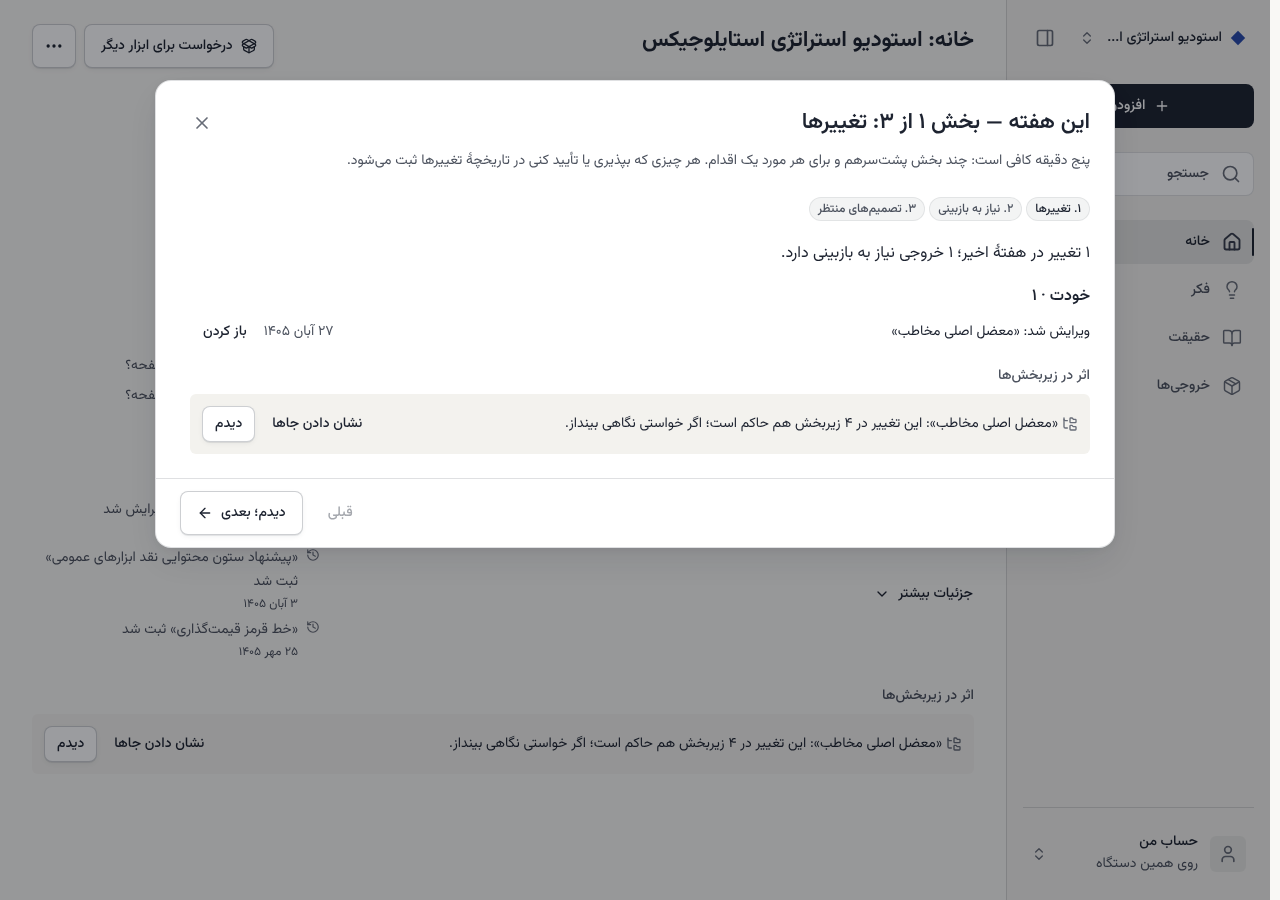 استودیو استراتژی ا...
خانه: استودیو استراتژی استایلوجیکس
درخواست برای ابزار دیگر
جستجو
خانه
فکر
حقیقت
خروجی‌ها
حساب من
روی همین دستگاه
این هفته — بخش ۱ از ۳: تغییرها
پنج دقیقه کافی است: چند بخش پشت‌سرهم و برای هر مورد یک اقدام. هر چیزی که بپذیری یا تأیید کنی در تاریخچهٔ تغییرها ثبت می‌شود.
۱. تغییرها
۲. نیاز به بازبینی
۳. تصمیم‌های منتظر
۱ تغییر در هفتهٔ اخیر؛ ۱ خروجی نیاز به بازبینی دارد.
خودت · ۱
ویرایش شد: «معضل اصلی مخاطب»
۲۷ آبان ۱۴۰۵
باز کردن
اثر در زیربخش‌ها
«معضل اصلی مخاطب»: این تغییر در ۴ زیربخش هم حاکم است؛ اگر خواستی نگاهی بینداز.
نشان دادن جاها
دیدم
قبلی
دیدم؛ بعدی
جزئیات بیشتر
«پیشنهاد ستون محتوایی نقد ابزارهای عمومی»
ثبت شد
۳ آبان ۱۴۰۵
«خط قرمز قیمت‌گذاری» ثبت شد
۲۵ مهر ۱۴۰۵
اثر در زیربخش‌ها
«معضل اصلی مخاطب»: این تغییر در ۴ زیربخش هم حاکم است؛ اگر خواستی نگاهی بینداز.
نشان دادن جاها
دیدم